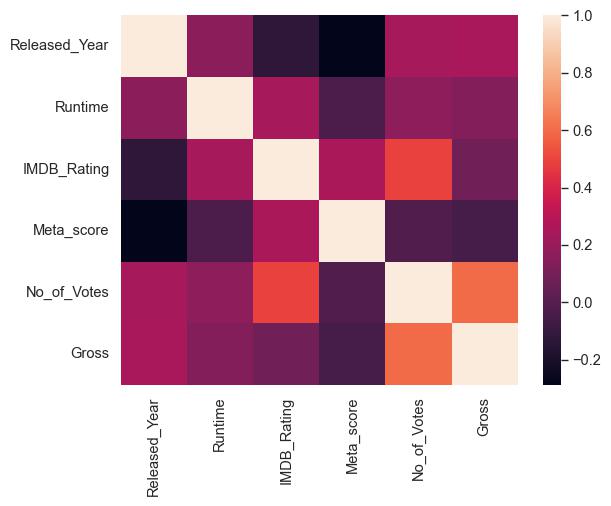 Released_Year
Runtime
IMDB_Rating
Meta_score
No_of_Votes
Gross
Released_Year
Runtime
IMDB_Rating
Meta_score
No_of_Votes
Gross
1.0
0.8
0.6
0.4
0.2
0.0
−0.2